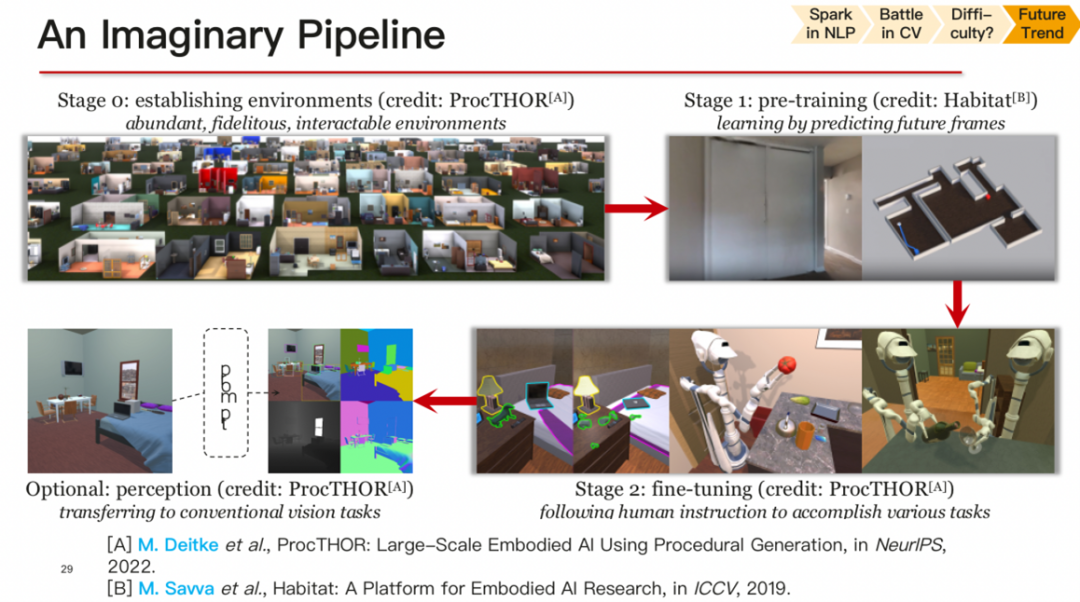 An Imaginary Pipeline
Spark
in NLP
Battle
in CV
Diffi-
culty?
Future
Trend
Stage 0: establishing environments (credit: ProcTHOR[A])
abundant, fidelitous, interactable environments
Stage 1: pre-training (credit: Habitat[B])
learning by predicting future frames
Optional: perception (credit: ProcTHOR[A])
transferring to conventional vision tasks
Stage 2: fine-tuning (credit: ProcTHOR[A])
following human instruction to accomplish various tasks
[A] M. Deitke et al., ProcTHOR: Large-Scale Embodied AI Using Procedural Generation, in NeurIPS,
2022.
[B] M. Savva et al., Habitat: A Platform for Embodied AI Research, in ICCV, 2019.
29